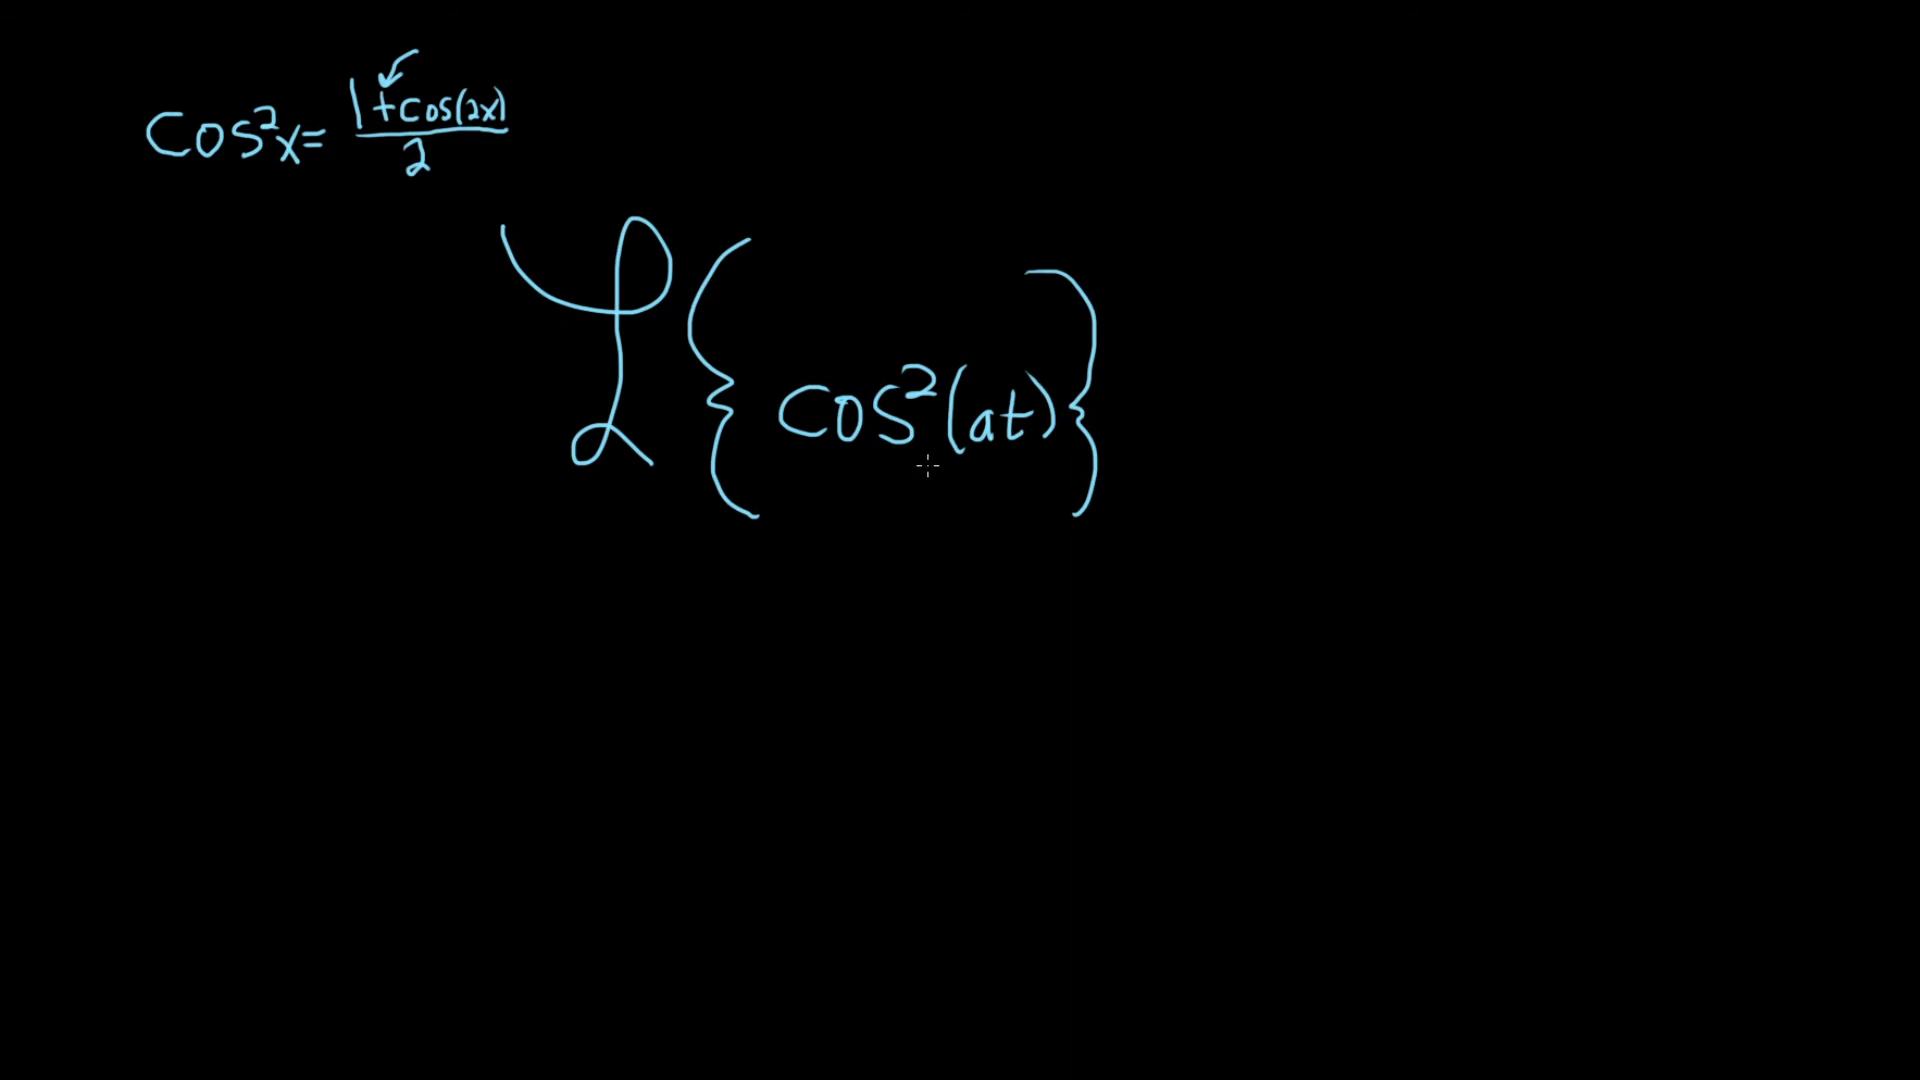 cos²x = (1 + cos(2x))/2
ℒ{cos²(at)}